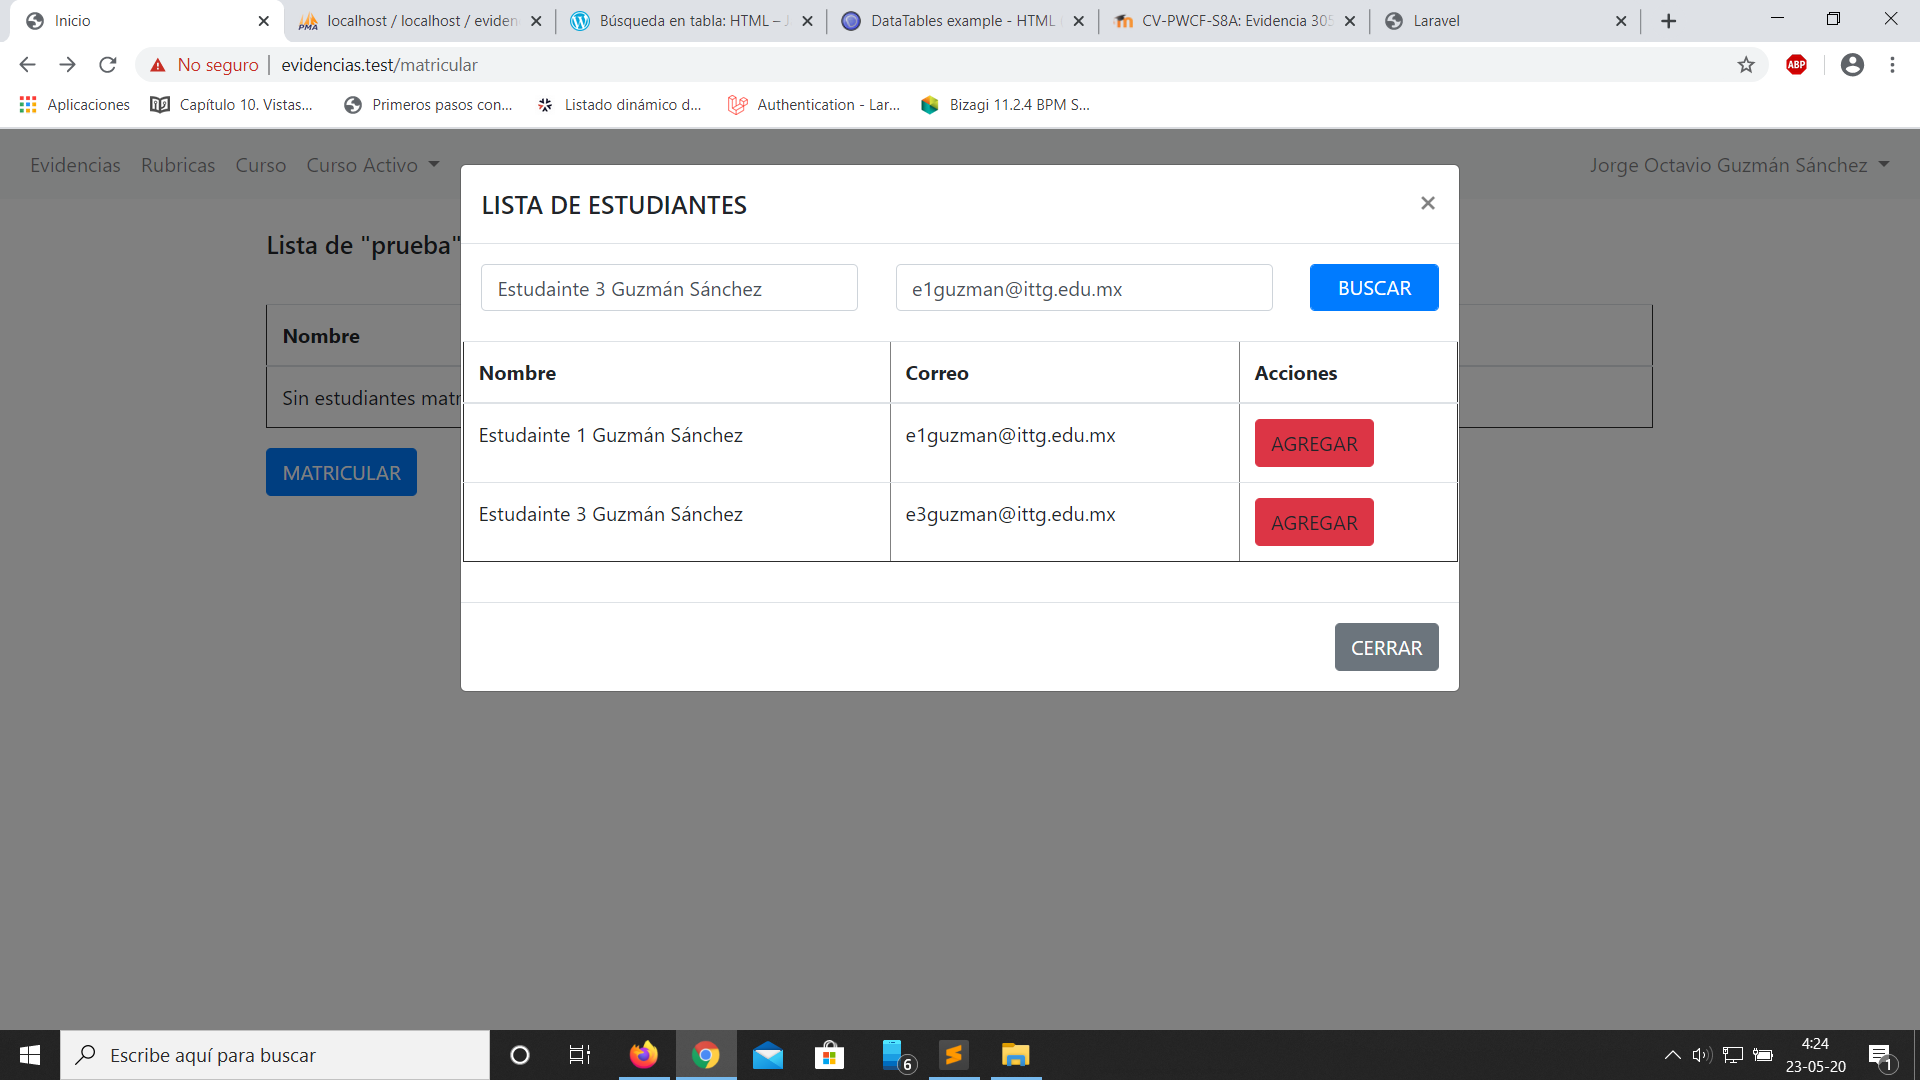 Inicio
localhost / localhost / eviden
Búsqueda en tabla: HTML – J
DataTables example - HTML
CV-PWCF-S8A: Evidencia 305
Laravel
No seguro
evidencias.test/matricular
ABP
Aplicaciones
Capítulo 10. Vistas...
Primeros pasos con...
Listado dinámico d...
Authentication - Lar...
Bizagi 11.2.4 BPM S...
Evidencias
Rubricas
Curso
Curso Activo
Jorge Octavio Guzmán Sánchez
LISTA DE ESTUDIANTES
×
Lista de "prueba"
Estudainte 3 Guzmán Sánchez
e1guzman@ittg.edu.mx
BUSCAR
Nombre
Sin estudiantes matr
MATRICULAR
Nombre
Correo
Acciones
Estudainte 1 Guzmán Sánchez
e1guzman@ittg.edu.mx
AGREGAR
Estudainte 3 Guzmán Sánchez
e3guzman@ittg.edu.mx
AGREGAR
CERRAR
Escribe aquí para buscar
6
4:24
23-05-20
1